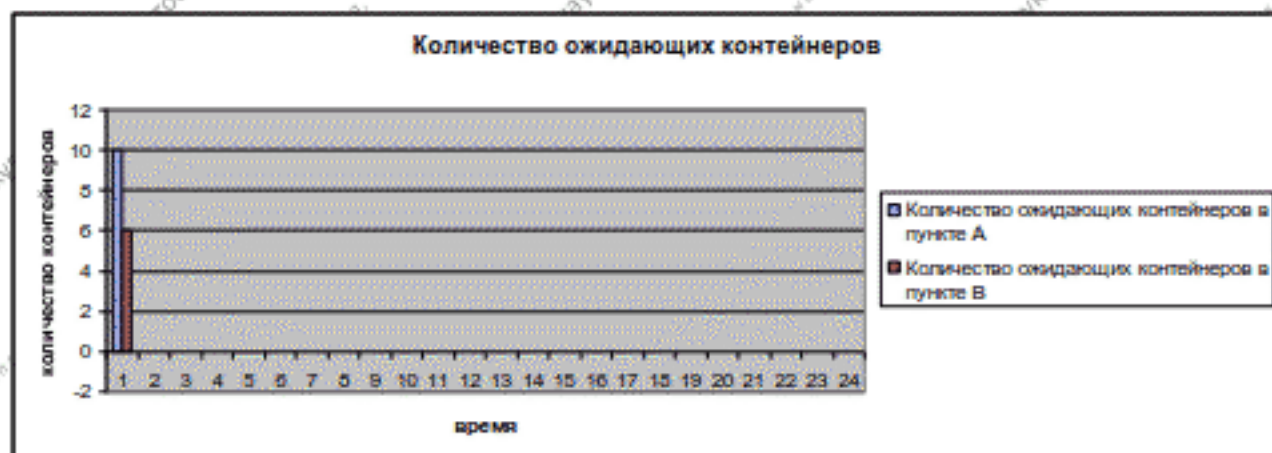 Количество ожидающих контейнеров
количество контейнеров
12
10
8
6
4
2
0
-2
1 2 3 4 5 6 7 8 9 10 11 12 13 14 15 16 17 18 19 20 21 22 23 24
время
Количество ожидающих контейнеров в
пункте А
Количество ожидающих контейнеров в
пункте В